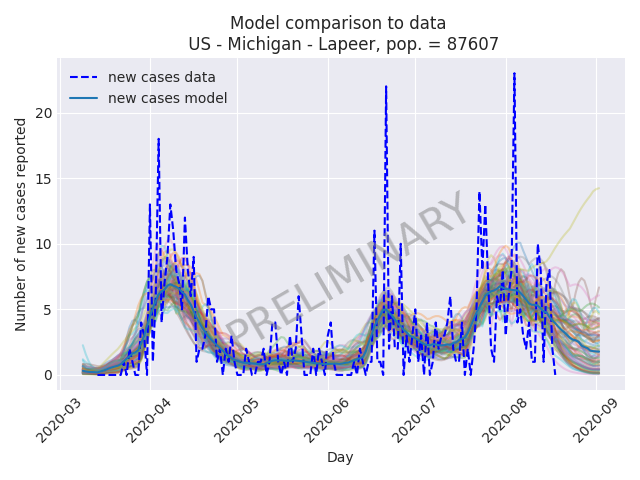 Model comparison to data
US - Michigan - Lapeer, pop. = 87607
new cases data
new cases model
Number of new cases reported
20
15
10
5
0
PRELIMINARY
2020-03
2020-04
2020-05
2020-06
2020-07
2020-08
2020-09
Day